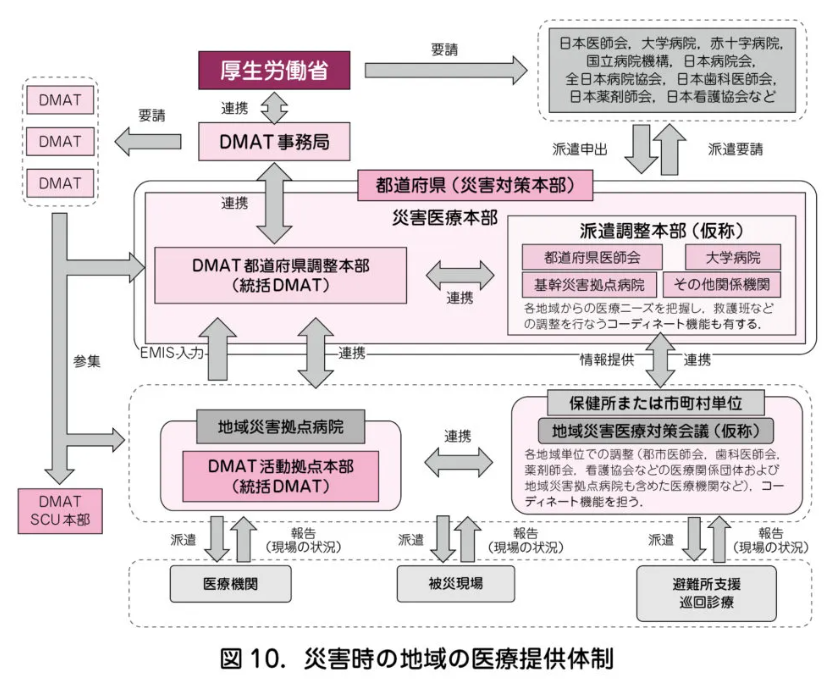 厚生労働省
要請
日本医師会，大学病院，赤十字病院，
国立病院機構，日本病院会，
全日本病院協会，日本歯科医師会，
日本薬剤師会，日本看護協会など
DMAT
DMAT
DMAT
要請
連携
DMAT事務局
派遣申出
派遣要請
連携
都道府県（災害対策本部）
災害医療本部
DMAT都道府県調整本部
（統括DMAT）
連携
派遣調整本部（仮称）
都道府県医師会
大学病院
基幹災害拠点病院
その他関係機関
各地域からの医療ニーズを把握し，救護班など
の調整を行なうコーディネート機能も有する．
参集
EMIS入力
連携
情報提供
連携
地域災害拠点病院
DMAT活動拠点本部
（統括DMAT）
連携
保健所または市町村単位
地域災害医療対策会議（仮称）
各地域単位での調整（郡市医師会，歯科医師会，
薬剤師会，看護協会などの医療関係団体および
地域災害拠点病院も含めた医療機関など），コー
ディネート機能を担う．
DMAT
SCU本部
派遣
報告
（現場の状況）
派遣
報告
（現場の状況）
派遣
報告
（現場の状況）
医療機関
被災現場
避難所支援
巡回診療
図10．災害時の地域の医療提供体制